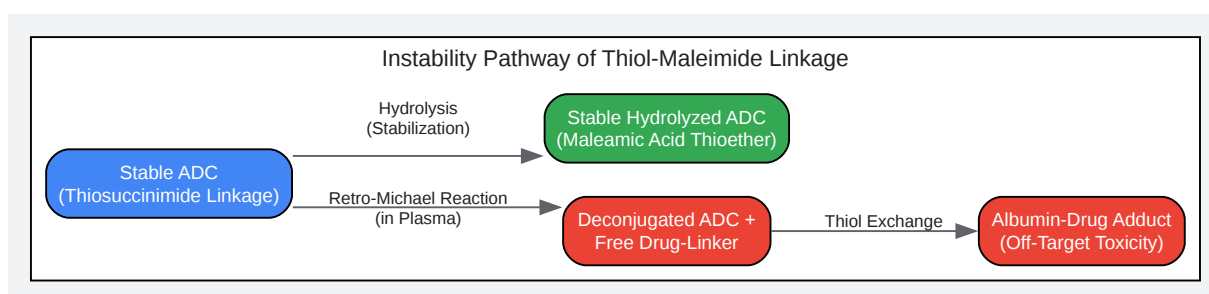 Instability Pathway of Thiol-Maleimide Linkage
Hydrolysis
(Stabilization)
Stable Hydrolyzed ADC
(Maleamic Acid Thioether)
Stable ADC
(Thiosuccinimide Linkage)
Retro-Michael Reaction
(in Plasma)
Deconjugated ADC +
Free Drug-Linker
Thiol Exchange
Albumin-Drug Adduct
(Off-Target Toxicity)